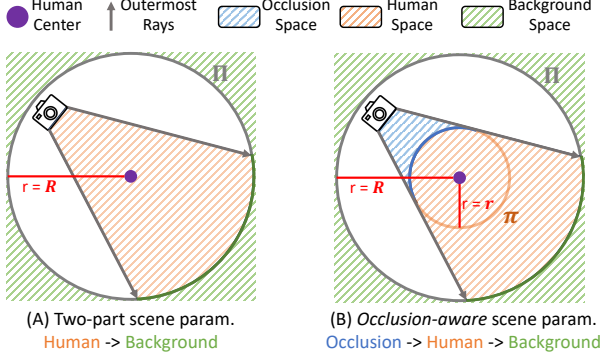 Human Center
Outermost Rays
Occlusion Space
Human Space
Background Space
Π
r = R
(A) Two-part scene param.
Human -> Background
Π
r = R
r = r
π
(B) Occlusion-aware scene param.
Occlusion -> Human -> Background